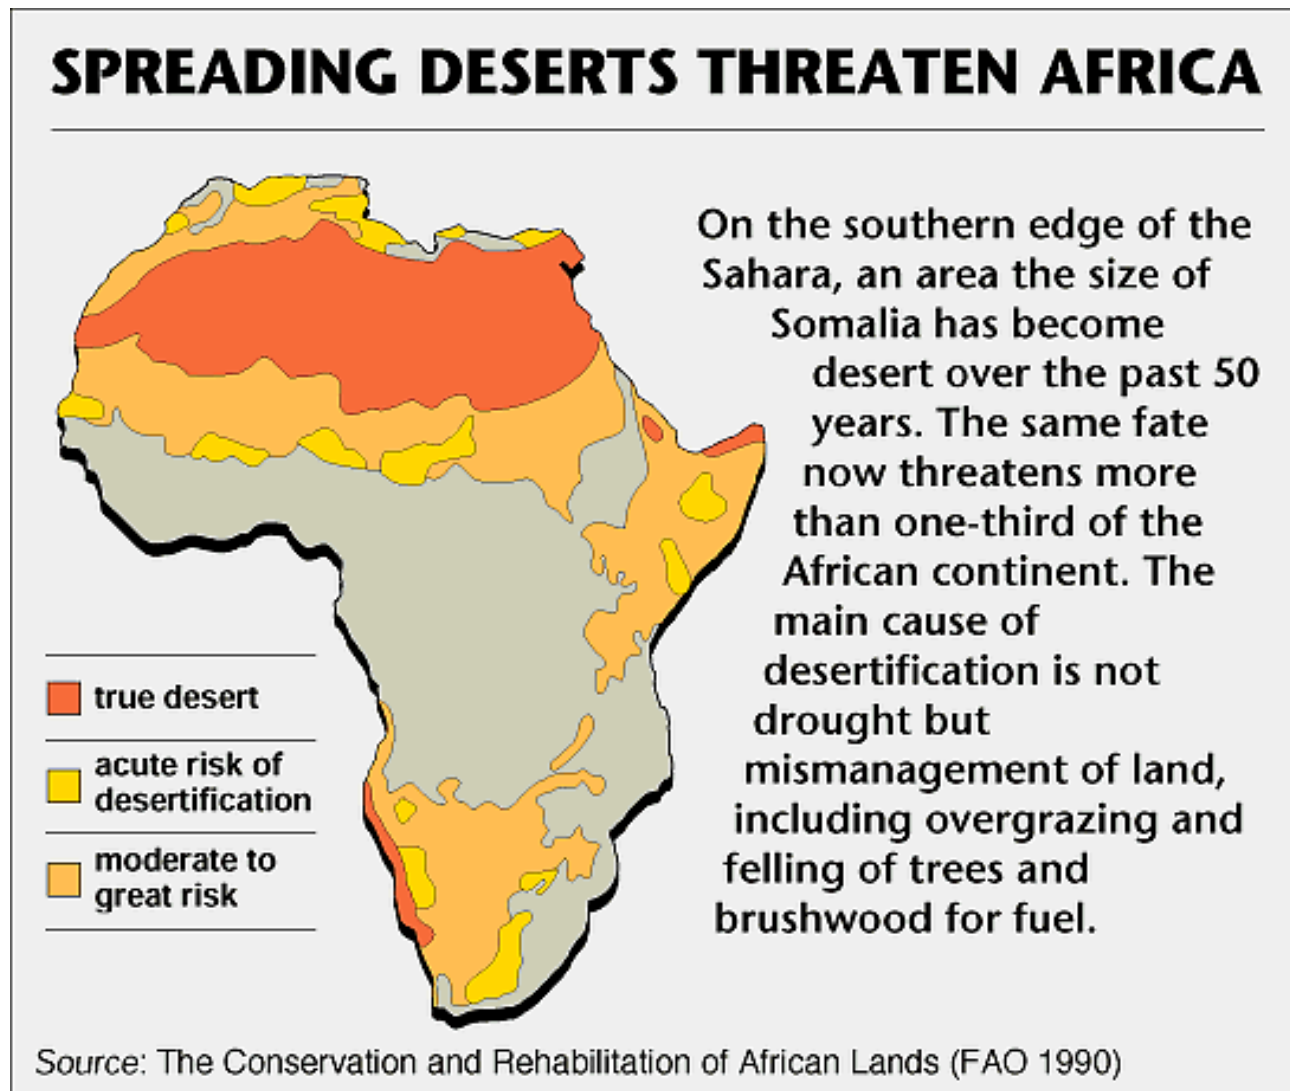 SPREADING DESERTS THREATEN AFRICA
On the southern edge of the
Sahara, an area the size of
Somalia has become
desert over the past 50
years. The same fate
now threatens more
than one-third of the
African continent. The
main cause of
desertification is not
drought but
mismanagement of land,
including overgrazing and
felling of trees and
brushwood for fuel.
true desert
acute risk of
desertification
moderate to
great risk
Source: The Conservation and Rehabilitation of African Lands (FAO 1990)